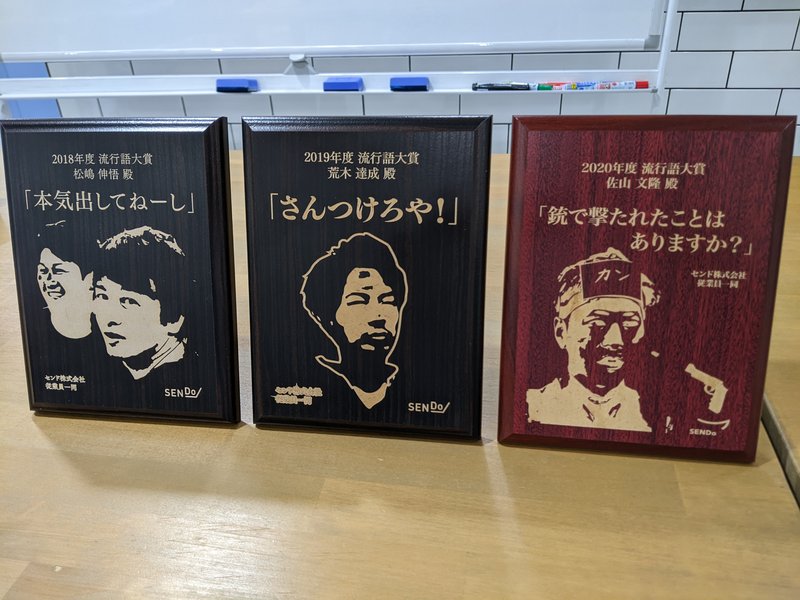 2018年度 流行語大賞
松嶋 伸悟 殿
「本気出してねーし」
センド株式会社
従業員一同
SENDo
2019年度 流行語大賞
荒木 達成 殿
「さんつけろや!」
SENDo
2020年度 流行語大賞
佐山 文隆 殿
「銃で撃たれたことは
ありますか?」
センド株式会社
従業員一同
カン
SENDo